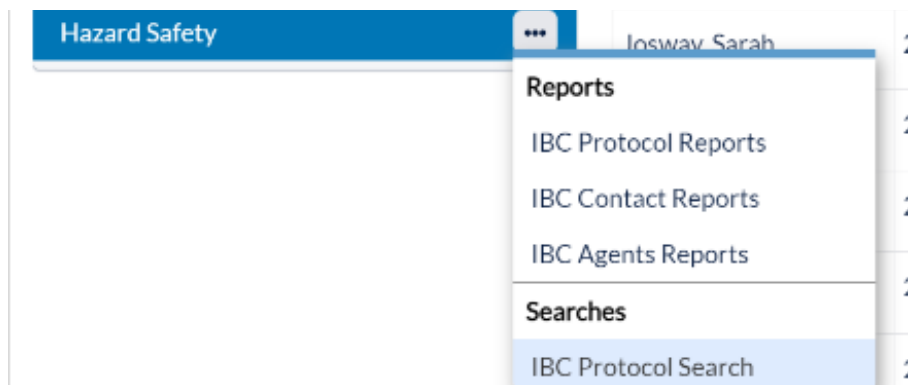 Hazard Safety
•••
Reports
IBC Protocol Reports
IBC Contact Reports
IBC Agents Reports
Searches
IBC Protocol Search